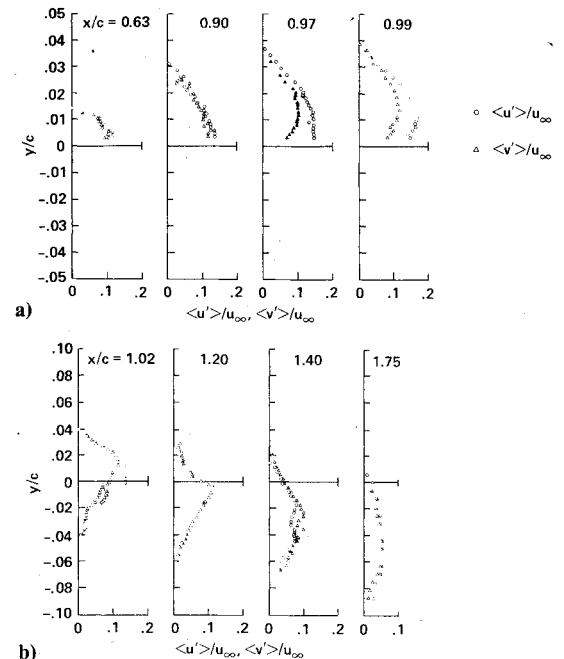 x/c = 0.63 0.90 0.97 0.99
.05
.04
.03
.02
.01
0
-.01
-.02
-.03
-.04
-.05
y/c
0 .1 .2 0 .1 .2 0 .1 .2 0 .1 .2
<u'>/u∞, <v'>/u∞
a)
○ <u'>/u∞
△ <v'>/u∞
x/c = 1.02 1.20 1.40 1.75
.10
.08
.06
.04
.02
0
-.02
-.04
-.06
-.08
-.10
y/c
0 .1 .2 0 .1 .2 0 .1 .2 0 .1
<u'>/u∞, <v'>/u∞
b)